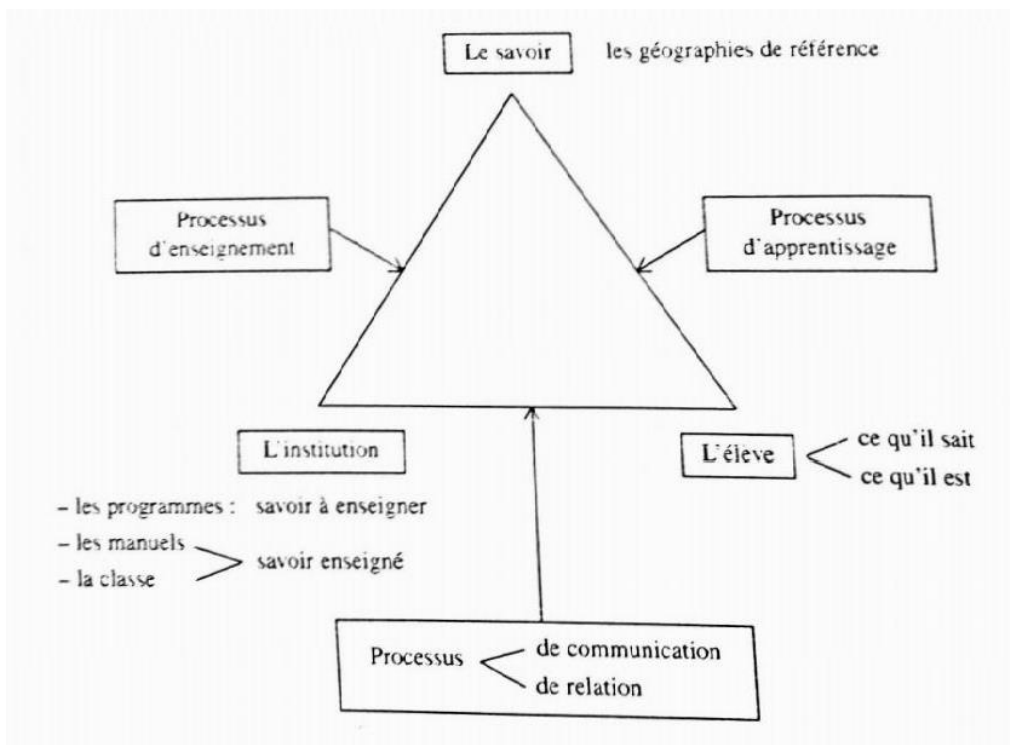 Le savoir les géographies de référence
Processus
d'enseignement
Processus
d'apprentissage
L'institution
L'élève
ce qu'il sait
ce qu'il est
– les programmes : savoir à enseigner
– les manuels
– la classe
savoir enseigné
Processus
de communication
de relation